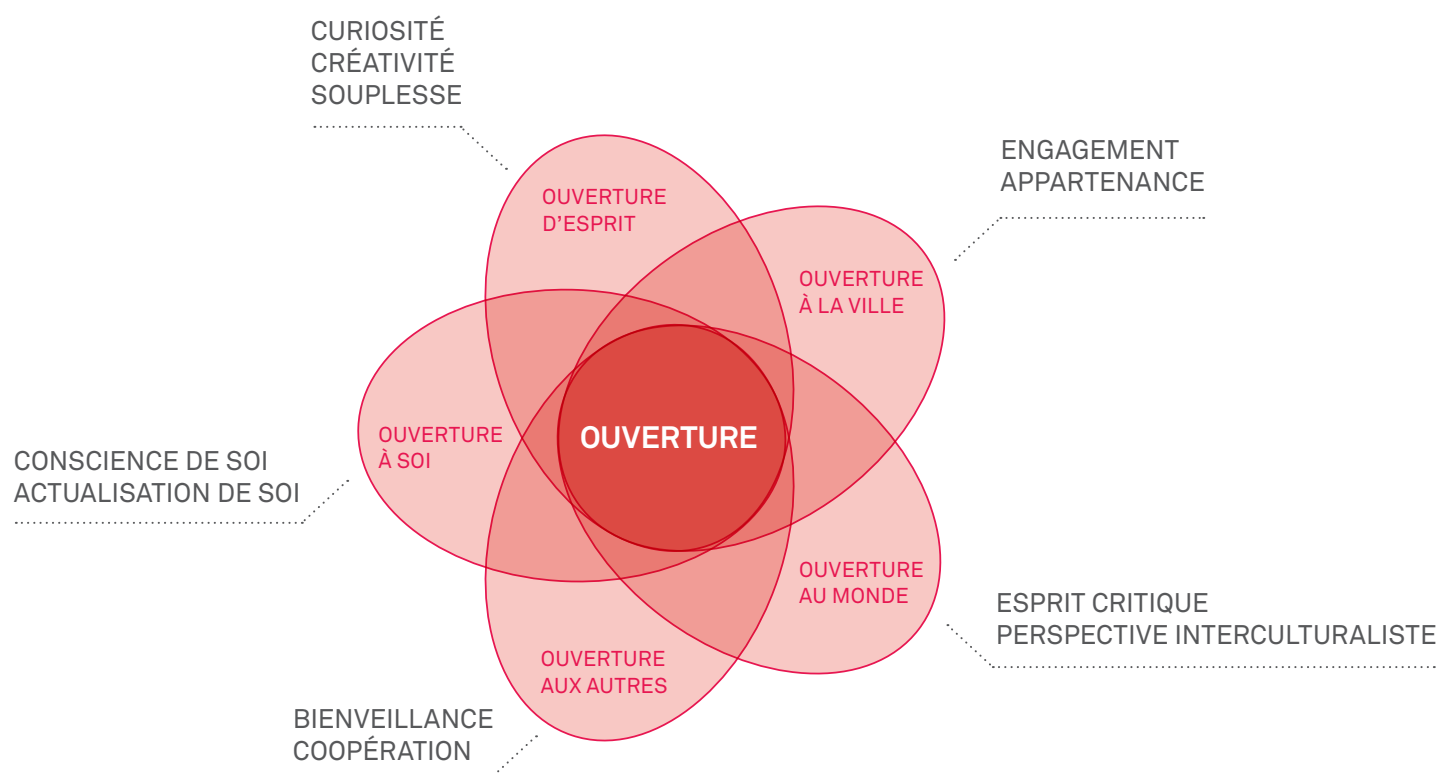 CURIOSITÉ
CRÉATIVITÉ
SOUPLESSE
ENGAGEMENT
APPARTENANCE
OUVERTURE
D'ESPRIT
OUVERTURE
À LA VILLE
OUVERTURE
À SOI
OUVERTURE
CONSCIENCE DE SOI
ACTUALISATION DE SOI
OUVERTURE
AU MONDE
ESPRIT CRITIQUE
PERSPECTIVE INTERCULTURALISTE
OUVERTURE
AUX AUTRES
BIENVEILLANCE
COOPÉRATION